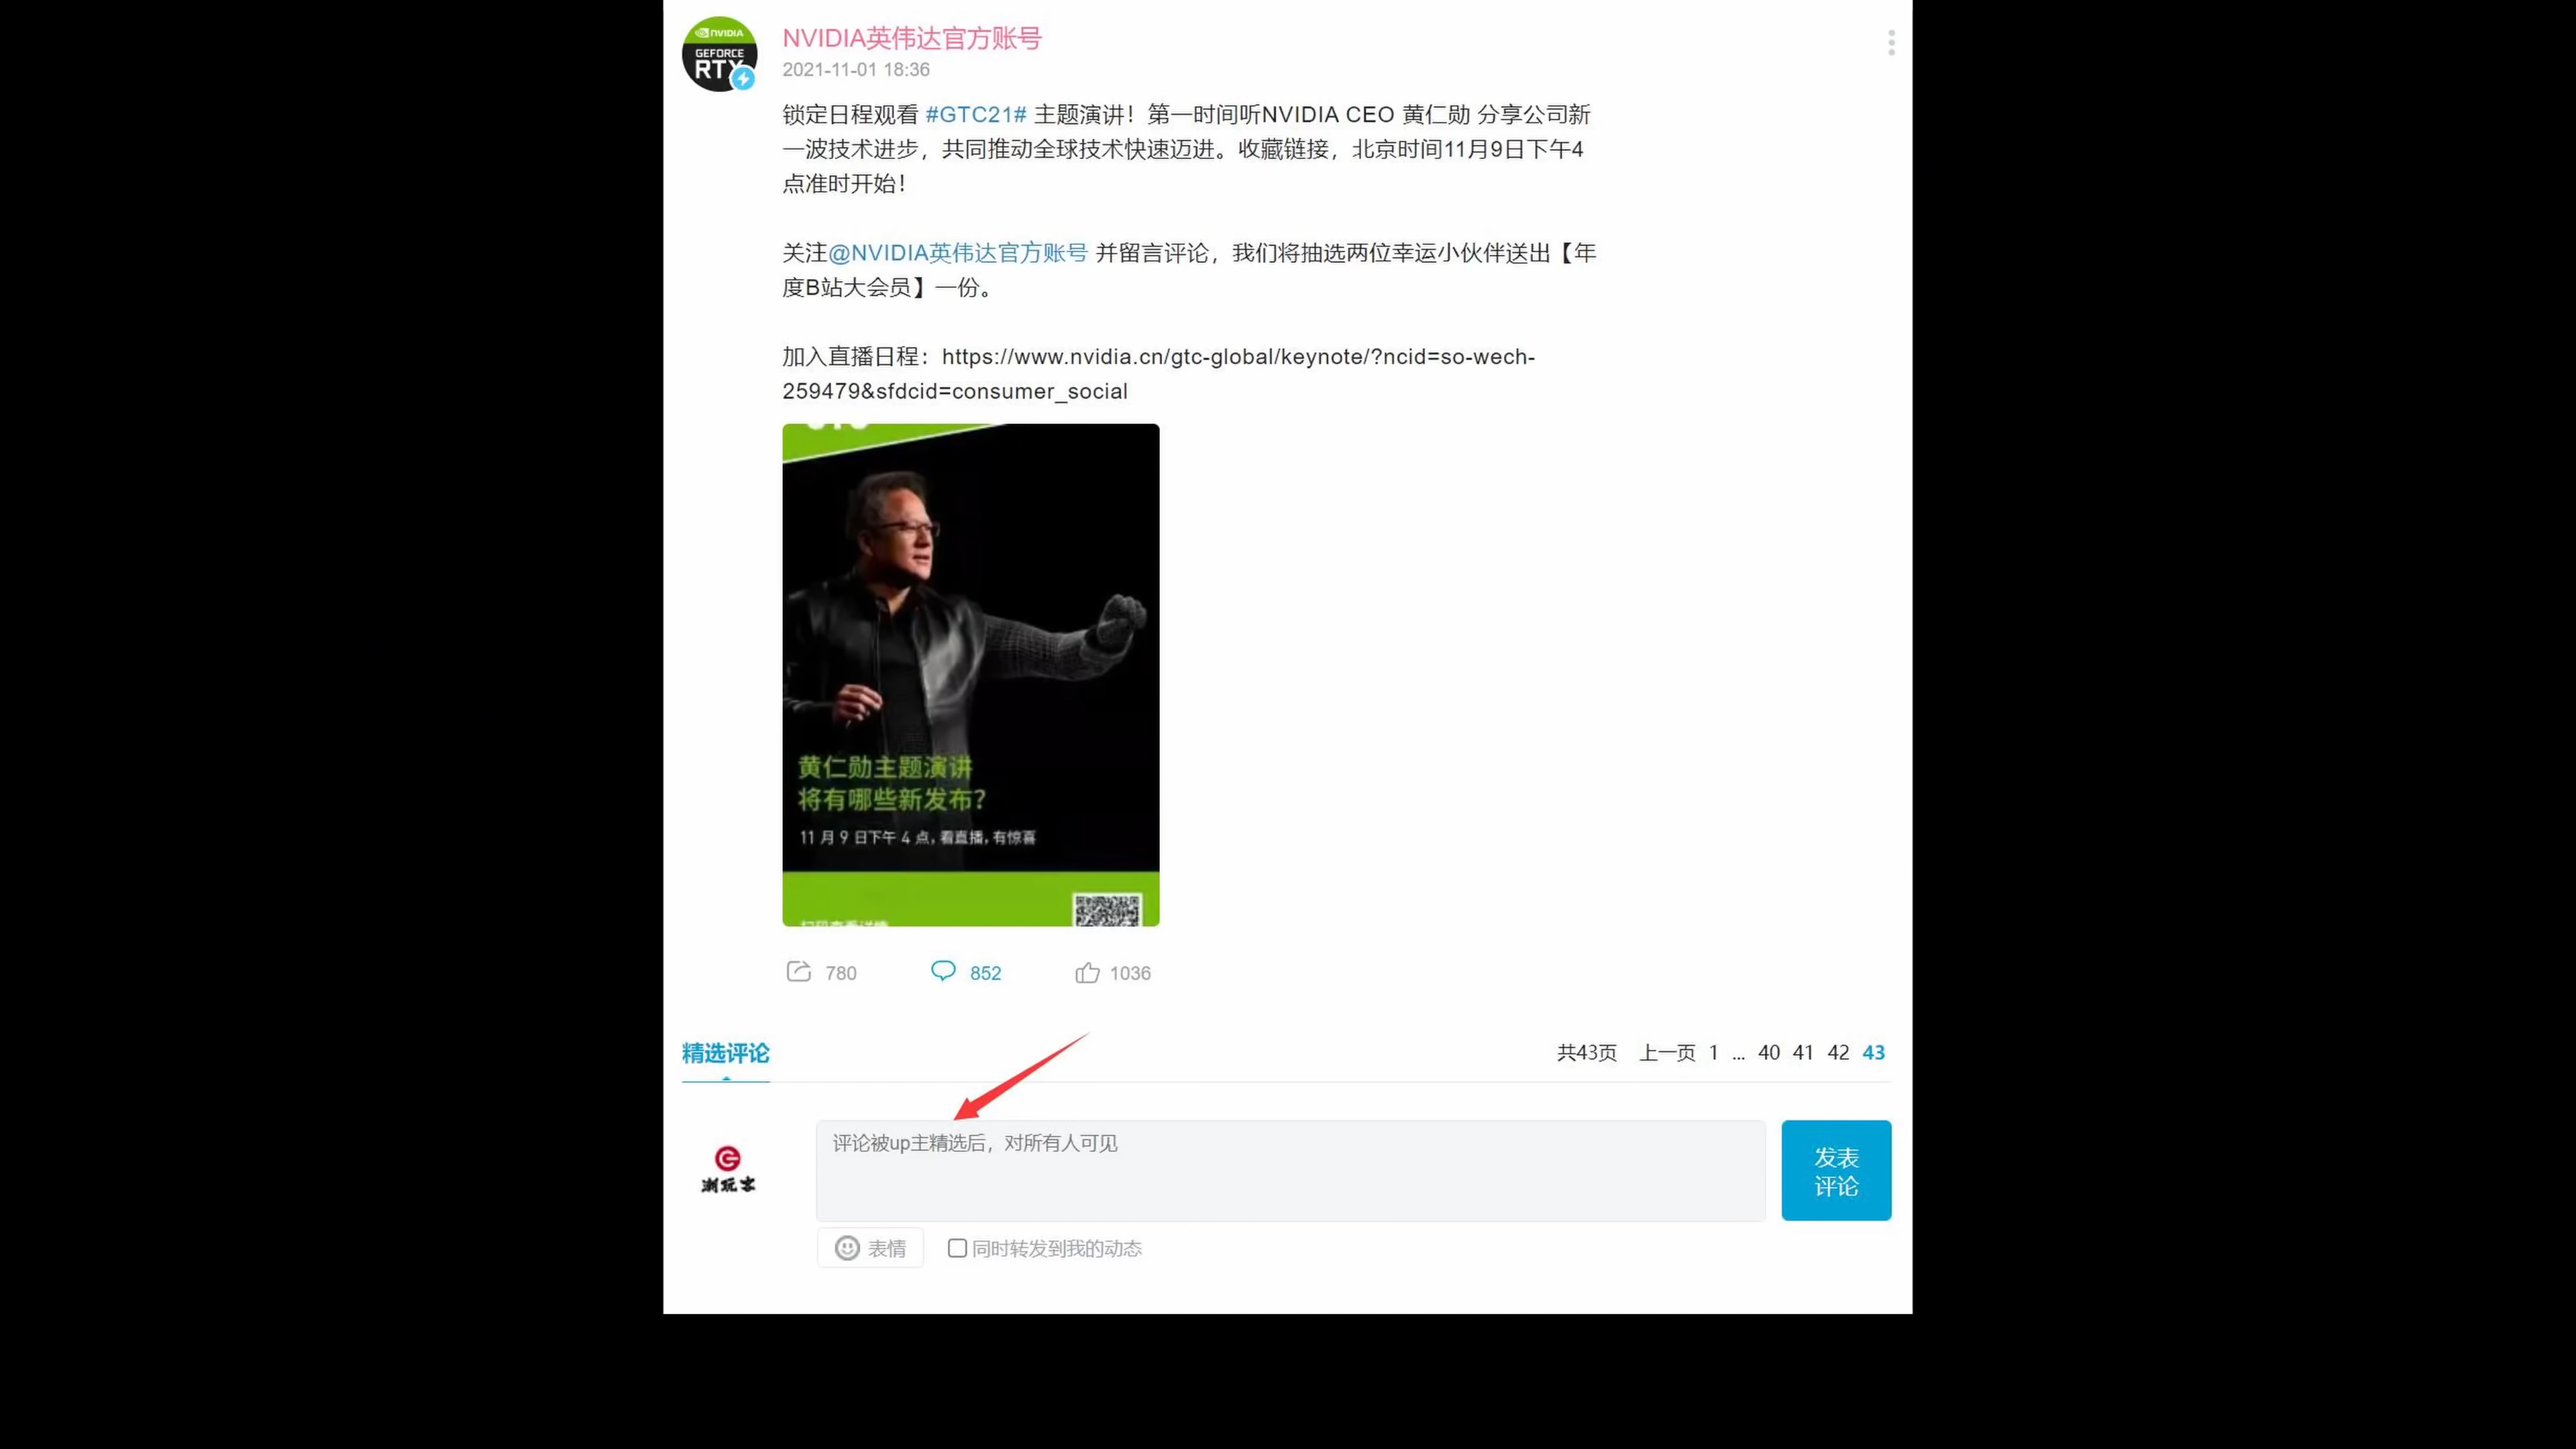 NVIDIA
GEFORCE
RTX
NVIDIA英伟达官方账号
2021-11-01 18:36
锁定日程观看 #GTC21# 主题演讲！第一时间听NVIDIA CEO 黄仁勋 分享公司新
一波技术进步，共同推动全球技术快速迈进。收藏链接，北京时间11月9日下午4
点准时开始！
关注@NVIDIA英伟达官方账号 并留言评论，我们将抽选两位幸运小伙伴送出【年
度B站大会员】一份。
加入直播日程：https://www.nvidia.cn/gtc-global/keynote/?ncid=so-wech-
259479&sfdcid=consumer_social
黄仁勋主题演讲
将有哪些新发布？
11 月 9 日下午 4 点，看直播，有惊喜
780 852 1036
精选评论 共43页 上一页 1 ... 40 41 42 43
评论被up主精选后，对所有人可见
发表
评论
潮玩客
表情 同时转发到我的动态